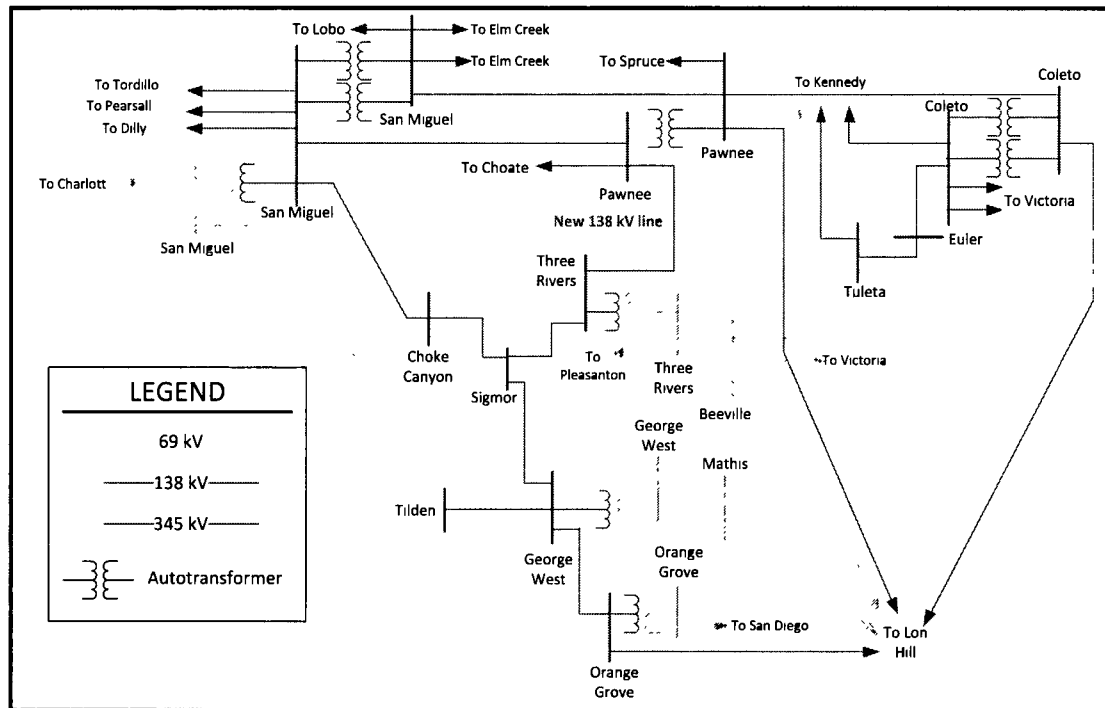 To Lobo
To Elm Creek
To Elm Creek
To Spruce
To Tordillo
To Pearsall
To Dilly
San Miguel
To Kennedy
Coleto
Coleto
Pawnee
To Choate
Pawnee
To Charlott
San Miguel
San Miguel
To Victoria
Euler
Tuleta
New 138 kV line
Three
Rivers
Choke
Canyon
Sigmor
To
Pleasanton
Three
Rivers
To Victoria
Beeville
George
West
Mathis
LEGEND
69 kV
138 kV
345 kV
Autotransformer
Tilden
George
West
Orange
Grove
To San Diego
To Lon
Hill
Orange
Grove